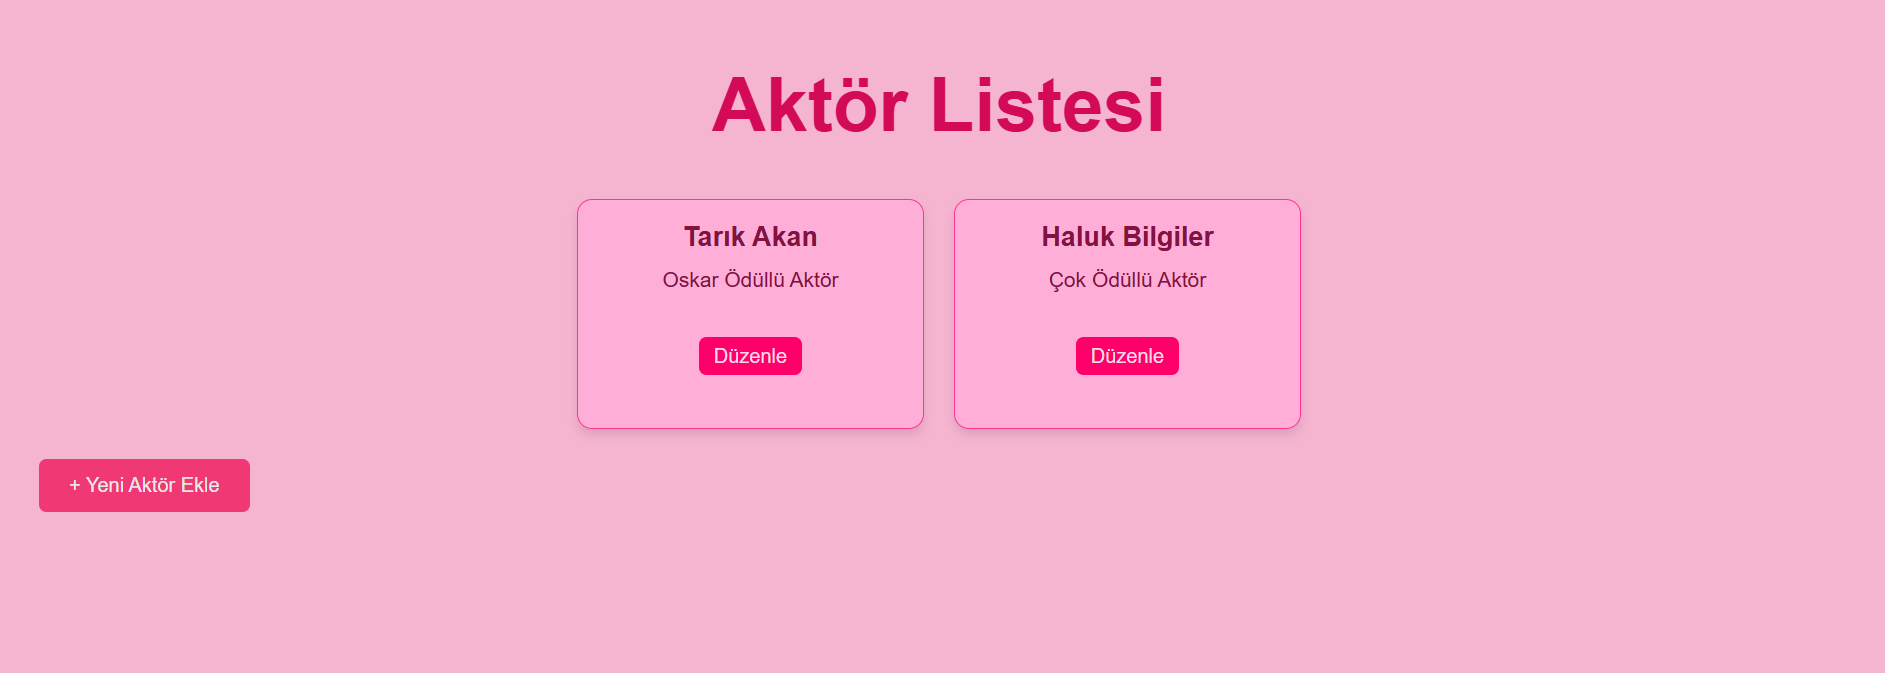 Aktör Listesi
Tarık Akan
Oskar Ödüllü Aktör
Düzenle
Haluk Bilgiler
Çok Ödüllü Aktör
Düzenle
+ Yeni Aktör Ekle